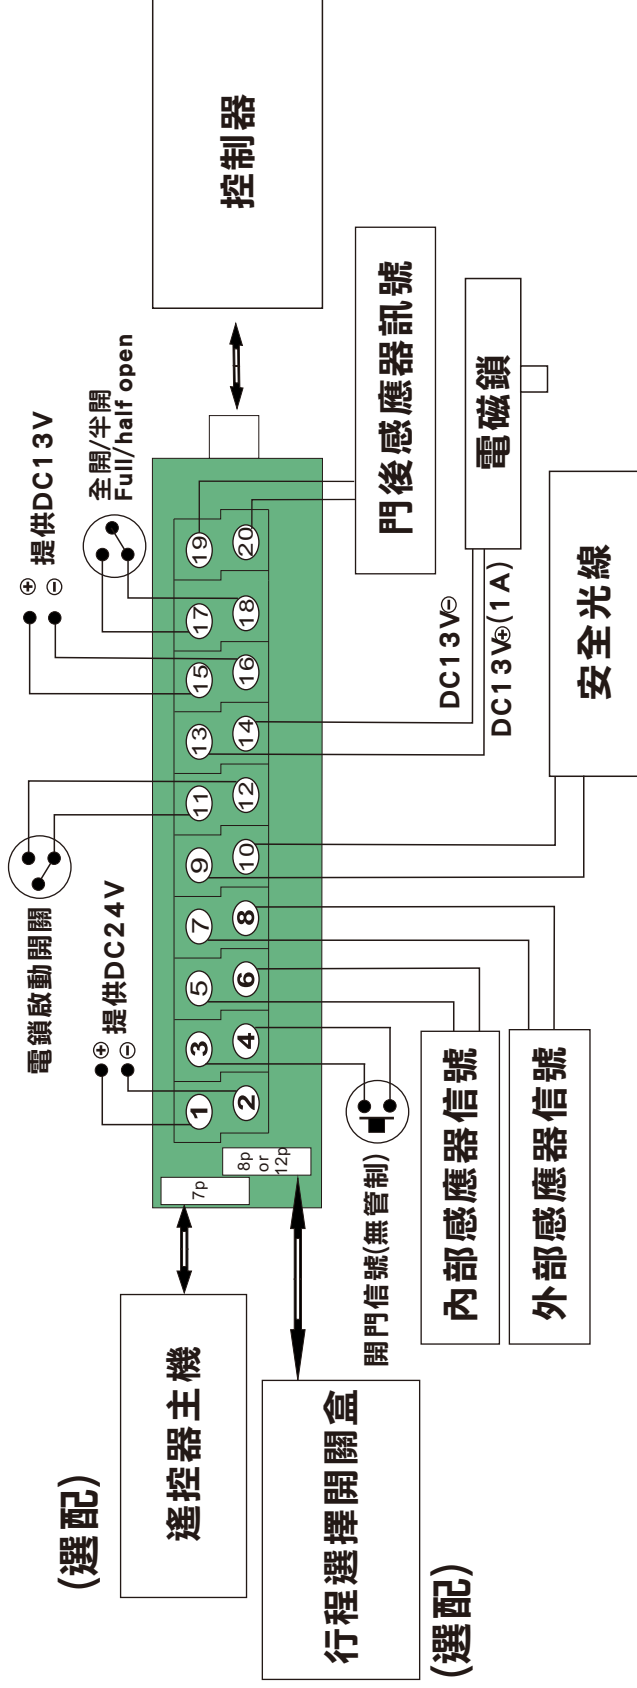 (選配)
遙控器主機
行程選擇開關盒
(選配)
7p
8p
or
12p
電鎖啟動開關
⊕ 提供DC24V
⊖
⊕ 提供DC13V
⊖
全開/半開
Full/half open
控制器
1
3
5
7
9
11
13
15
17
19
2
4
6
8
10
12
14
16
18
20
開門信號(無管制)
內部感應器信號
外部感應器信號
安全光線
DC13V⊖
DC13V⊕(1A)
電磁鎖
門後感應器訊號